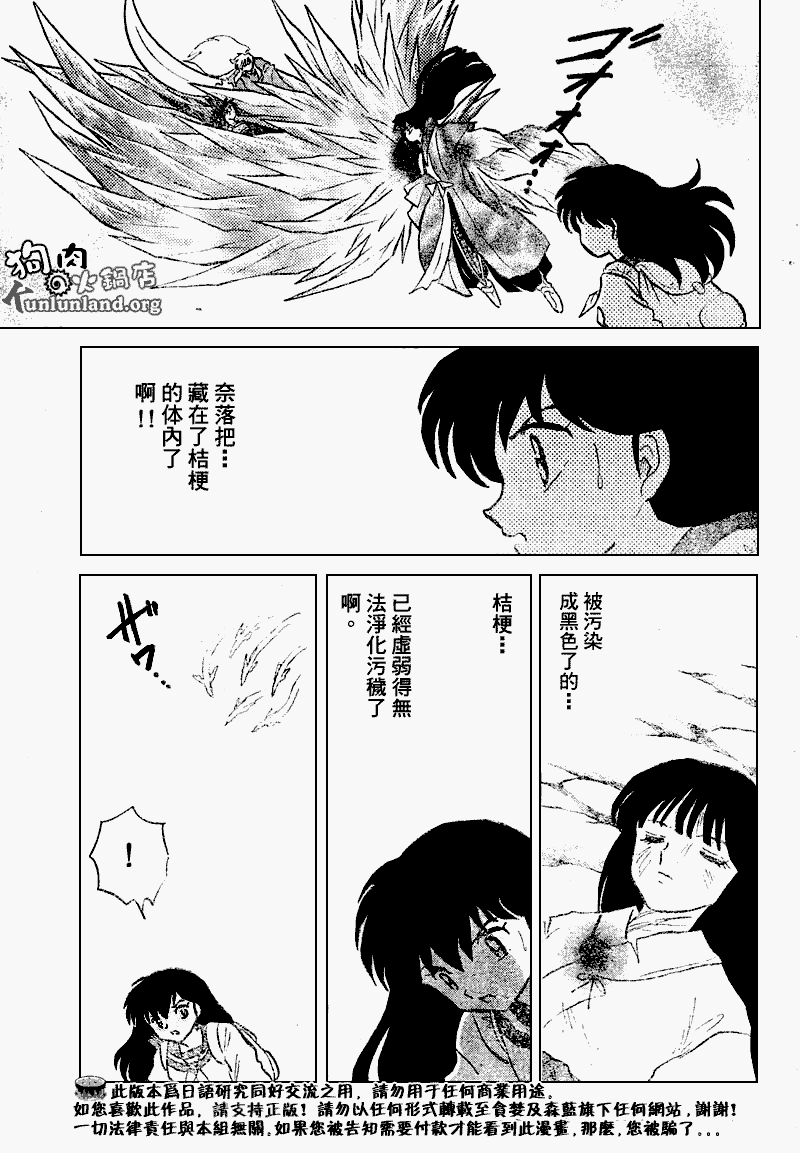 ゴオオ…
狗肉
火鍋店
Kunlunland.org
奈落把…
藏在了桔梗
的体內了
啊!!
被污染
成黑色了的…
桔梗…
已經虛弱得無
法淨化污穢了
啊。
ギャ…
!
此版本爲日語研究同好交流之用，請勿用于任何商業用途。
如您喜歡此作品，請支持正版！請勿以任何形式轉載至貪婪及森藍旗下任何網站，謝謝！
一切法律責任與本組無關。如果您被告知需要付款才能看到此漫畫，那麽，您被騙了...